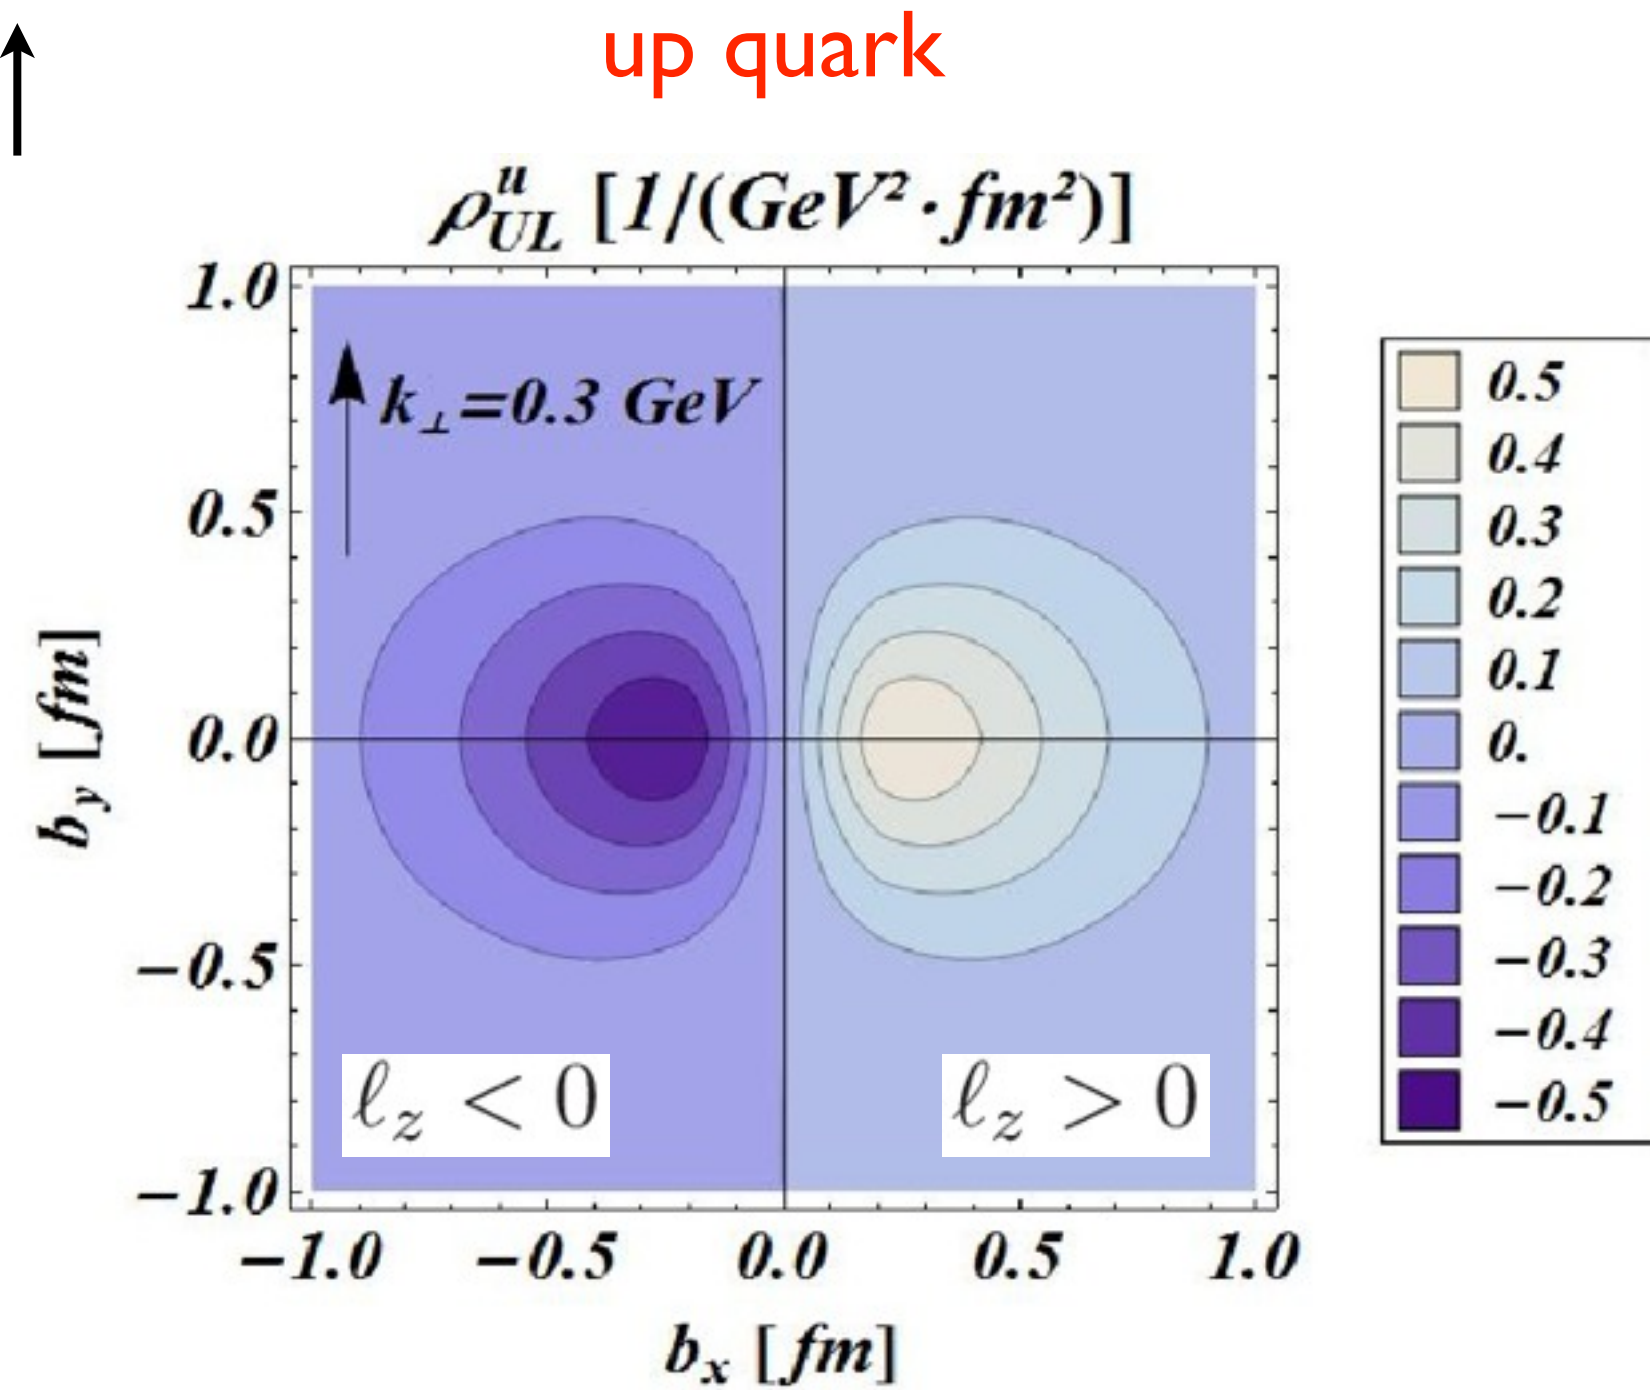 up quark
ρᵘ_UL [1/(GeV²·fm²)]
1.0
k⊥=0.3 GeV
0.5
0.0
−0.5
−1.0
b_y [fm]
ℓ_z < 0
ℓ_z > 0
−1.0 −0.5 0.0 0.5 1.0
b_x [fm]
0.5
0.4
0.3
0.2
0.1
0.
−0.1
−0.2
−0.3
−0.4
−0.5